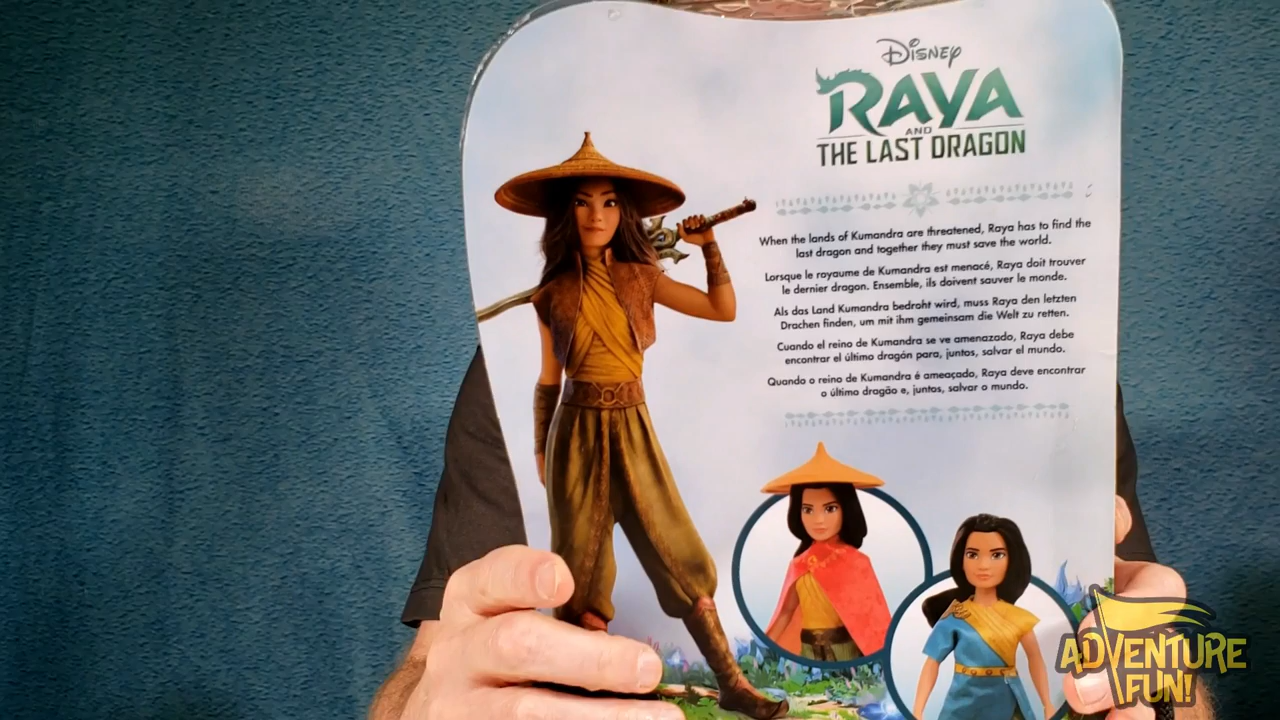 Disney
RAYA
AND
THE LAST DRAGON
When the lands of Kumandra are threatened, Raya has to find the
last dragon and together they must save the world.
Lorsque le royaume de Kumandra est menacé, Raya doit trouver
le dernier dragon. Ensemble, ils doivent sauver le monde.
Als das Land Kumandra bedroht wird, muss Raya den letzten
Drachen finden, um mit ihm gemeinsam die Welt zu retten.
Cuando el reino de Kumandra se ve amenazado, Raya debe
encontrar el último dragón para, juntos, salvar el mundo.
Quando o reino de Kumandra é ameaçado, Raya deve encontrar
o último dragão e, juntos, salvar o mundo.
ADVENTURE
FUN!